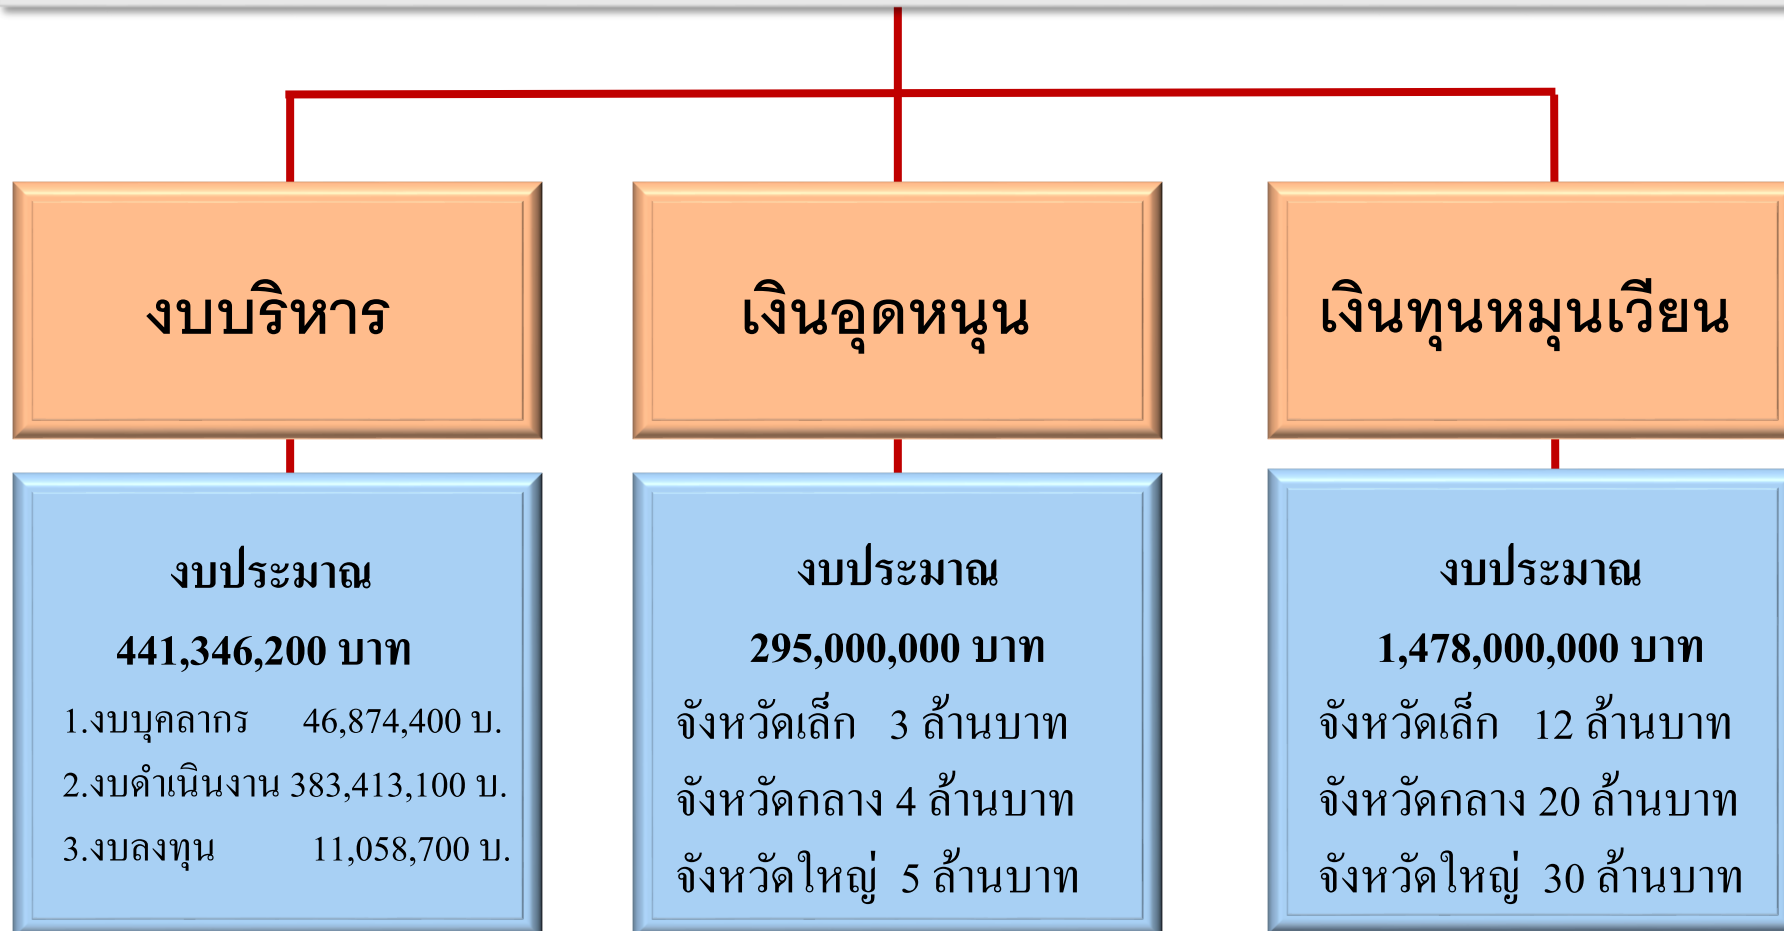 งบบริหาร
งบประมาณ
441,346,200 บาท
1.งบบุคลากร 46,874,400 บ.
2.งบดำเนินงาน 383,413,100 บ.
3.งบลงทุน 11,058,700 บ.
เงินอุดหนุน
งบประมาณ
295,000,000 บาท
จังหวัดเล็ก 3 ล้านบาท
จังหวัดกลาง 4 ล้านบาท
จังหวัดใหญ่ 5 ล้านบาท
เงินทุนหมุนเวียน
งบประมาณ
1,478,000,000 บาท
จังหวัดเล็ก 12 ล้านบาท
จังหวัดกลาง 20 ล้านบาท
จังหวัดใหญ่ 30 ล้านบาท